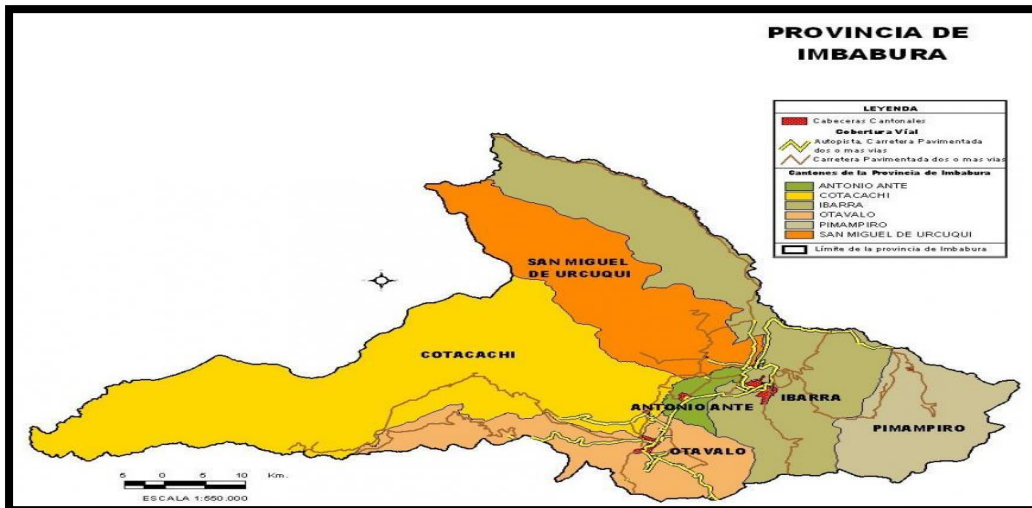 PROVINCIA DE
IMBABURA
LEYENDA
Cabeceras Cantonales
Cobertura Vial
Autopista, Carretera Pavimentada
dos o mas vias
Carretera Pavimentada dos o mas vias
Cantones de la Provincia de Imbabura
ANTONIO ANTE
COTACACHI
IBARRA
OTAVALO
PIMAMPIRO
SAN MIGUEL DE URCUQUI
Límite de la provincia de Imbabura
SAN MIGUEL
DE URCUQUI
COTACACHI
ANTONIO ANTE
IBARRA
PIMAMPIRO
OTAVALO
5 0 5 10 Km.
ESCALA 1:550.000